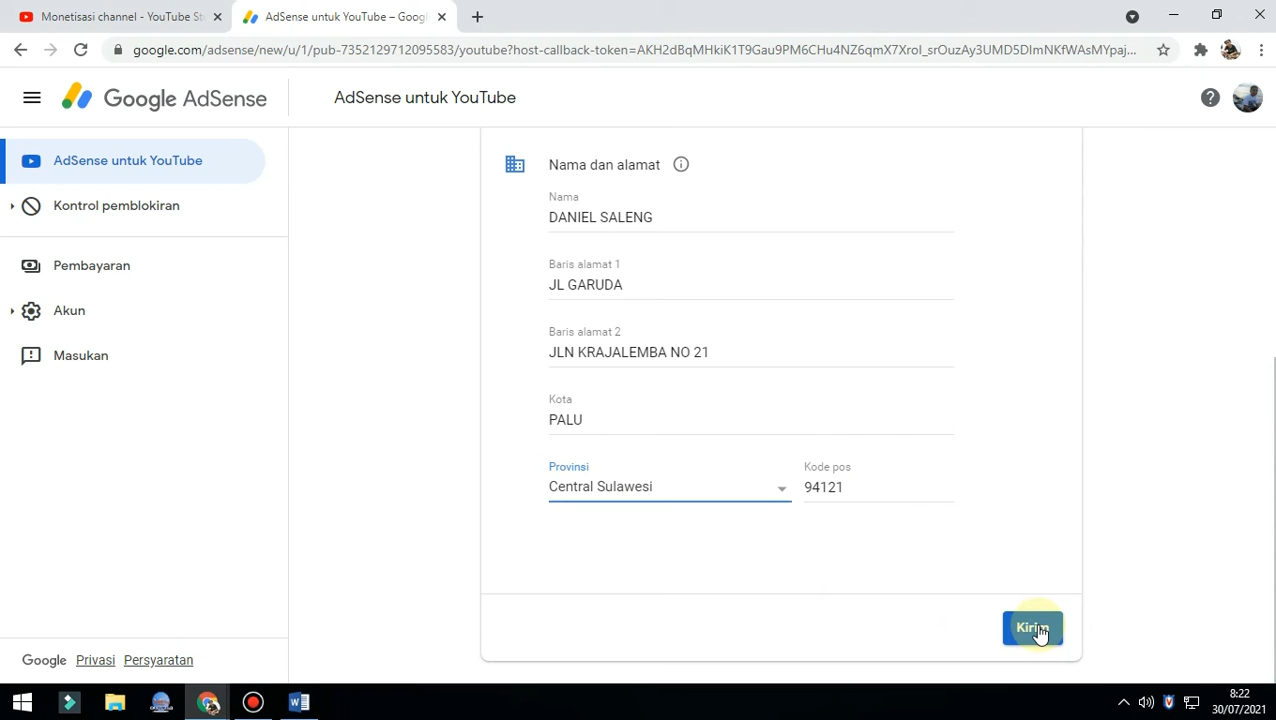 Monetisasi channel - YouTube St
AdSense untuk YouTube – Googl
google.com/adsense/new/u/1/pub-7352129712095583/youtube?host-callback-token=AKH2dBqMHkiK1T9Gau9PM6CHu4NZ6qmX7XroI_srOuzAy3UMD5DImNKfWAsMYpaj...
Google AdSense
AdSense untuk YouTube
AdSense untuk YouTube
Kontrol pemblokiran
Pembayaran
Akun
Masukan
Nama dan alamat
Nama
DANIEL SALENG
Baris alamat 1
JL GARUDA
Baris alamat 2
JLN KRAJALEMBA NO 21
Kota
PALU
Provinsi
Kode pos
Central Sulawesi
94121
Kirim
Google Privasi Persyaratan
8:22
30/07/2021